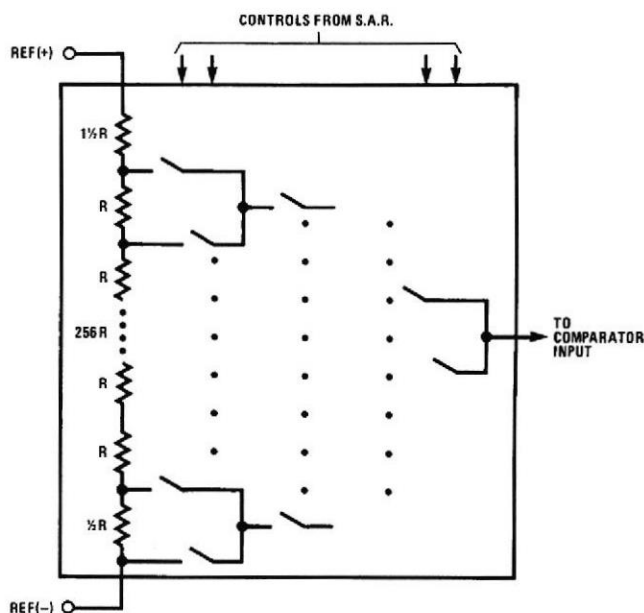 CONTROLS FROM S.A.R.
REF(+)
1½R
R
R
256R
R
R
½R
REF(−)
TO
COMPARATOR
INPUT